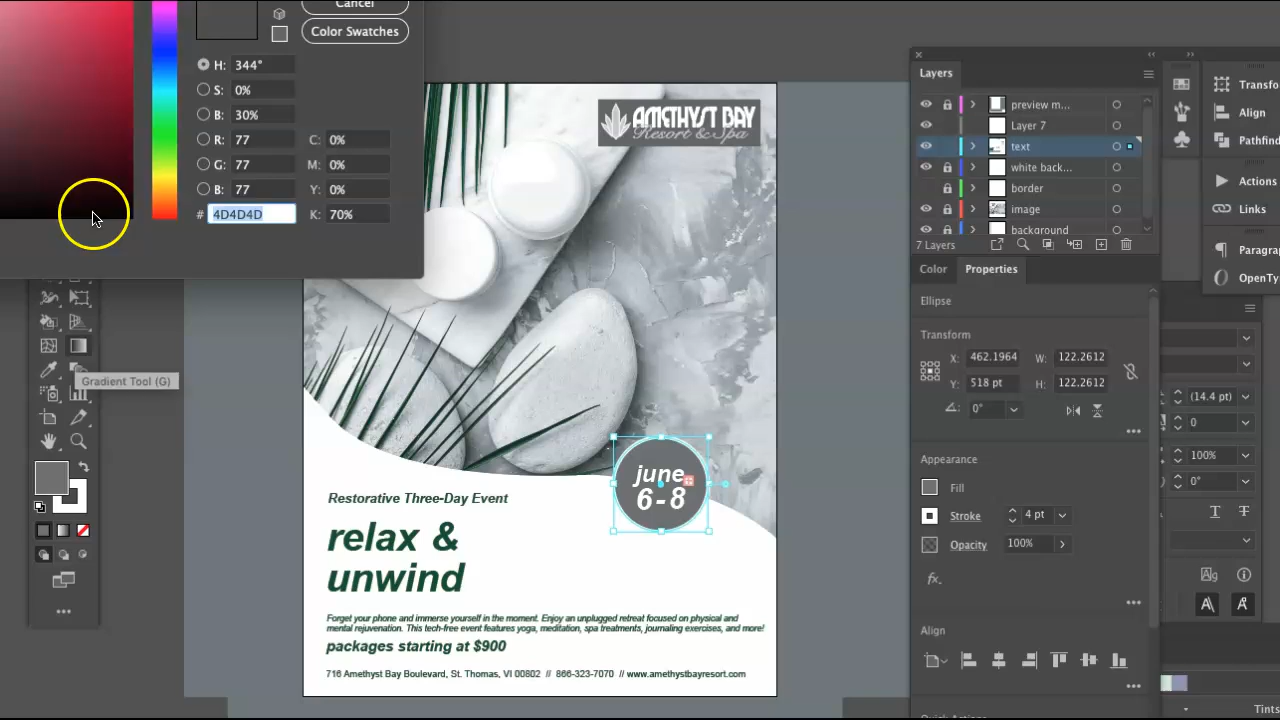 Cancel
Color Swatches
H: 344°
S: 0%
B: 30%
R: 77
C: 0%
G: 77
M: 0%
B: 77
Y: 0%
# 4D4D4D
K: 70%
Gradient Tool (G)
AMETHYST BAY
Resort & Spa
june
6-8
Restorative Three-Day Event
relax &
unwind
Forget your phone and immerse yourself in the moment. Enjoy an unplugged retreat focused on physical and
mental rejuvenation. This tech-free event features yoga, meditation, spa treatments, journaling exercises, and more!
packages starting at $900
716 Amethyst Bay Boulevard, St. Thomas, VI 00802 // 866-323-7070 // www.amethystbayresort.com
Layers
preview m...
Layer 7
text
white back...
border
image
background
7 Layers
Color
Properties
Ellipse
Transform
X: 462.1964
W: 122.2612
Y: 518 pt
H: 122.2612
0°
Appearance
Fill
Stroke
4 pt
Opacity
100%
fx.
Align
Transfo
Align
Pathfin
Actions
Links
Paragra
OpenTy
(14.4 pt)
0
100%
0°
Tints